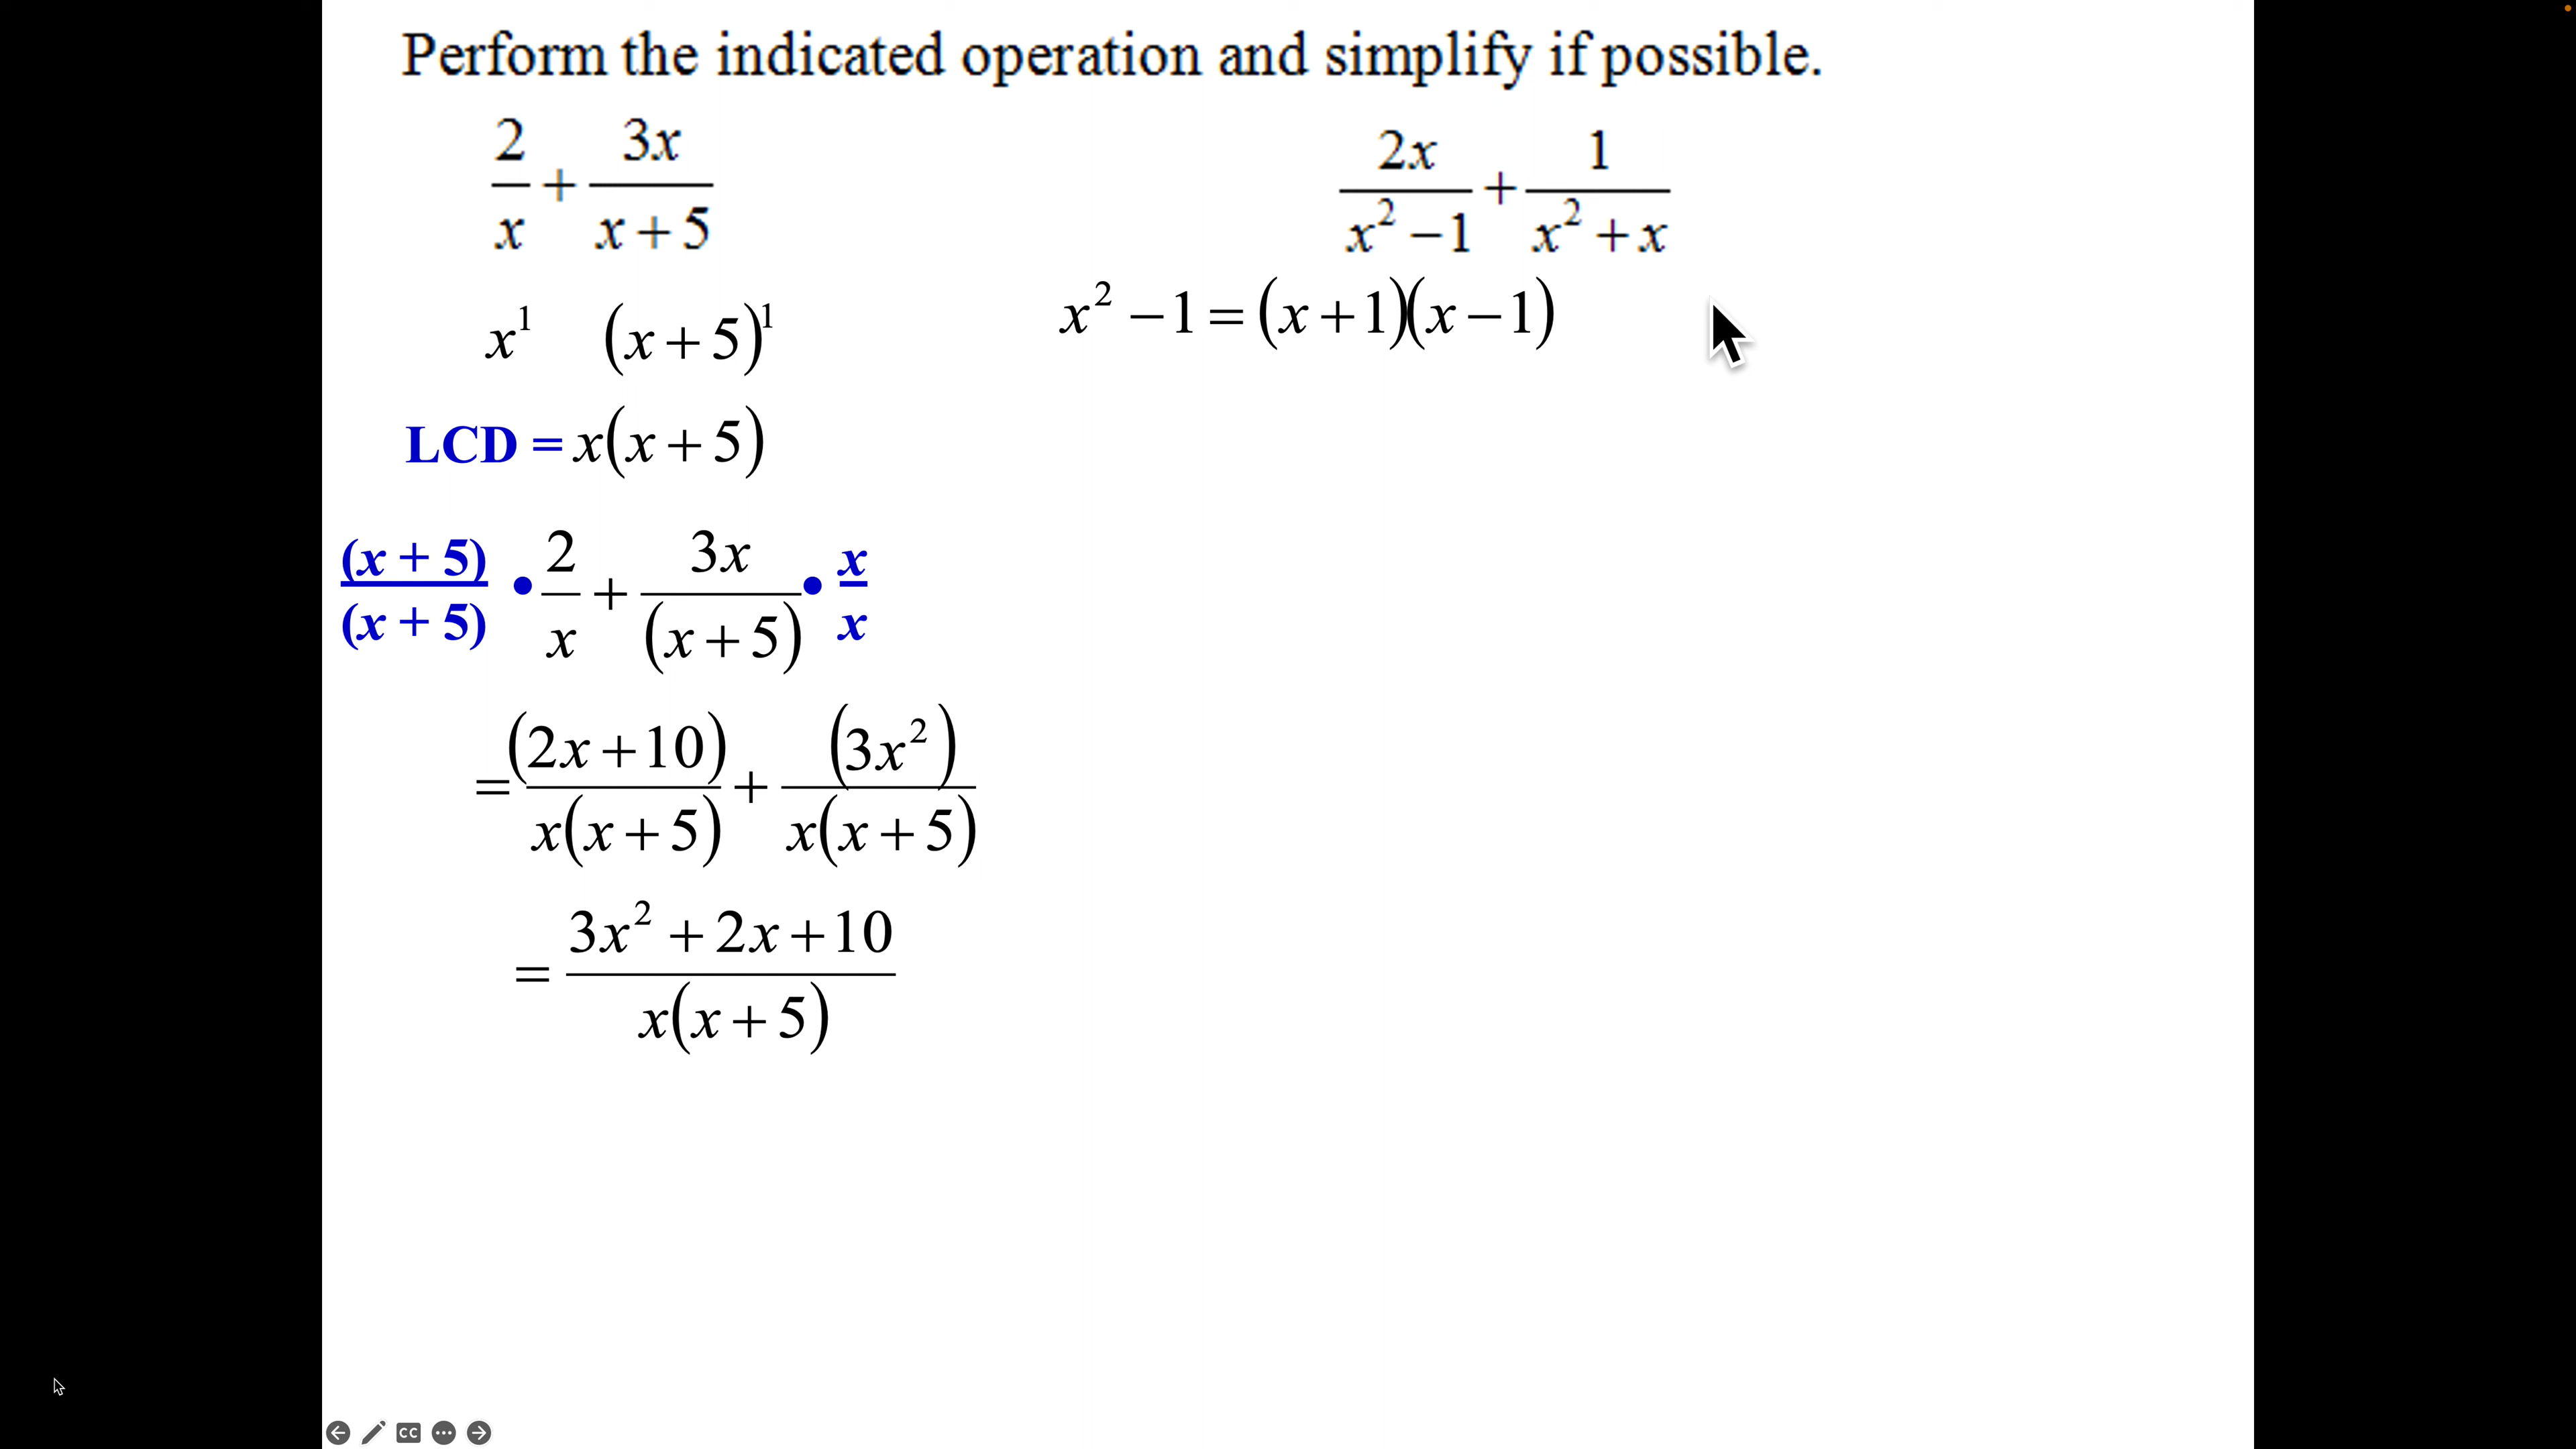 Perform the indicated operation and simplify if possible.
2/x + 3x/(x + 5)
x¹ (x + 5)¹
LCD = x(x + 5)
(x + 5)/(x + 5) • 2/x + 3x/(x + 5) • x/x
= (2x + 10)/x(x + 5) + (3x²)/x(x + 5)
= 3x² + 2x + 10/x(x + 5)
2x/(x² − 1) + 1/(x² + x)
x² − 1 = (x + 1)(x − 1)
CC